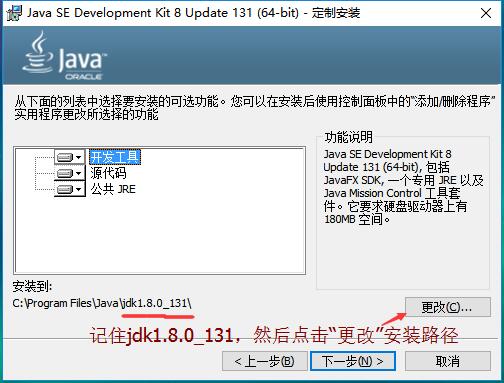 Java SE Development Kit 8 Update 131 (64-bit) - 定制安装
Java
ORACLE
从下面的列表中选择要安装的可选功能。您可以在安装后使用控制面板中的“添加/删除程序”
实用程序更改所选择的功能
开发工具
源代码
公共 JRE
功能说明
Java SE Development Kit 8
Update 131 (64-bit), 包括
JavaFX SDK, 一个专用 JRE 以及
Java Mission Control 工具套
件。它要求硬盘驱动器上有
180MB 空间。
安装到:
C:\Program Files\Java\jdk1.8.0_131\
更改(C)...
记住jdk1.8.0_131，然后点击“更改”安装路径
< 上一步(B)
下一步(N) >
取消